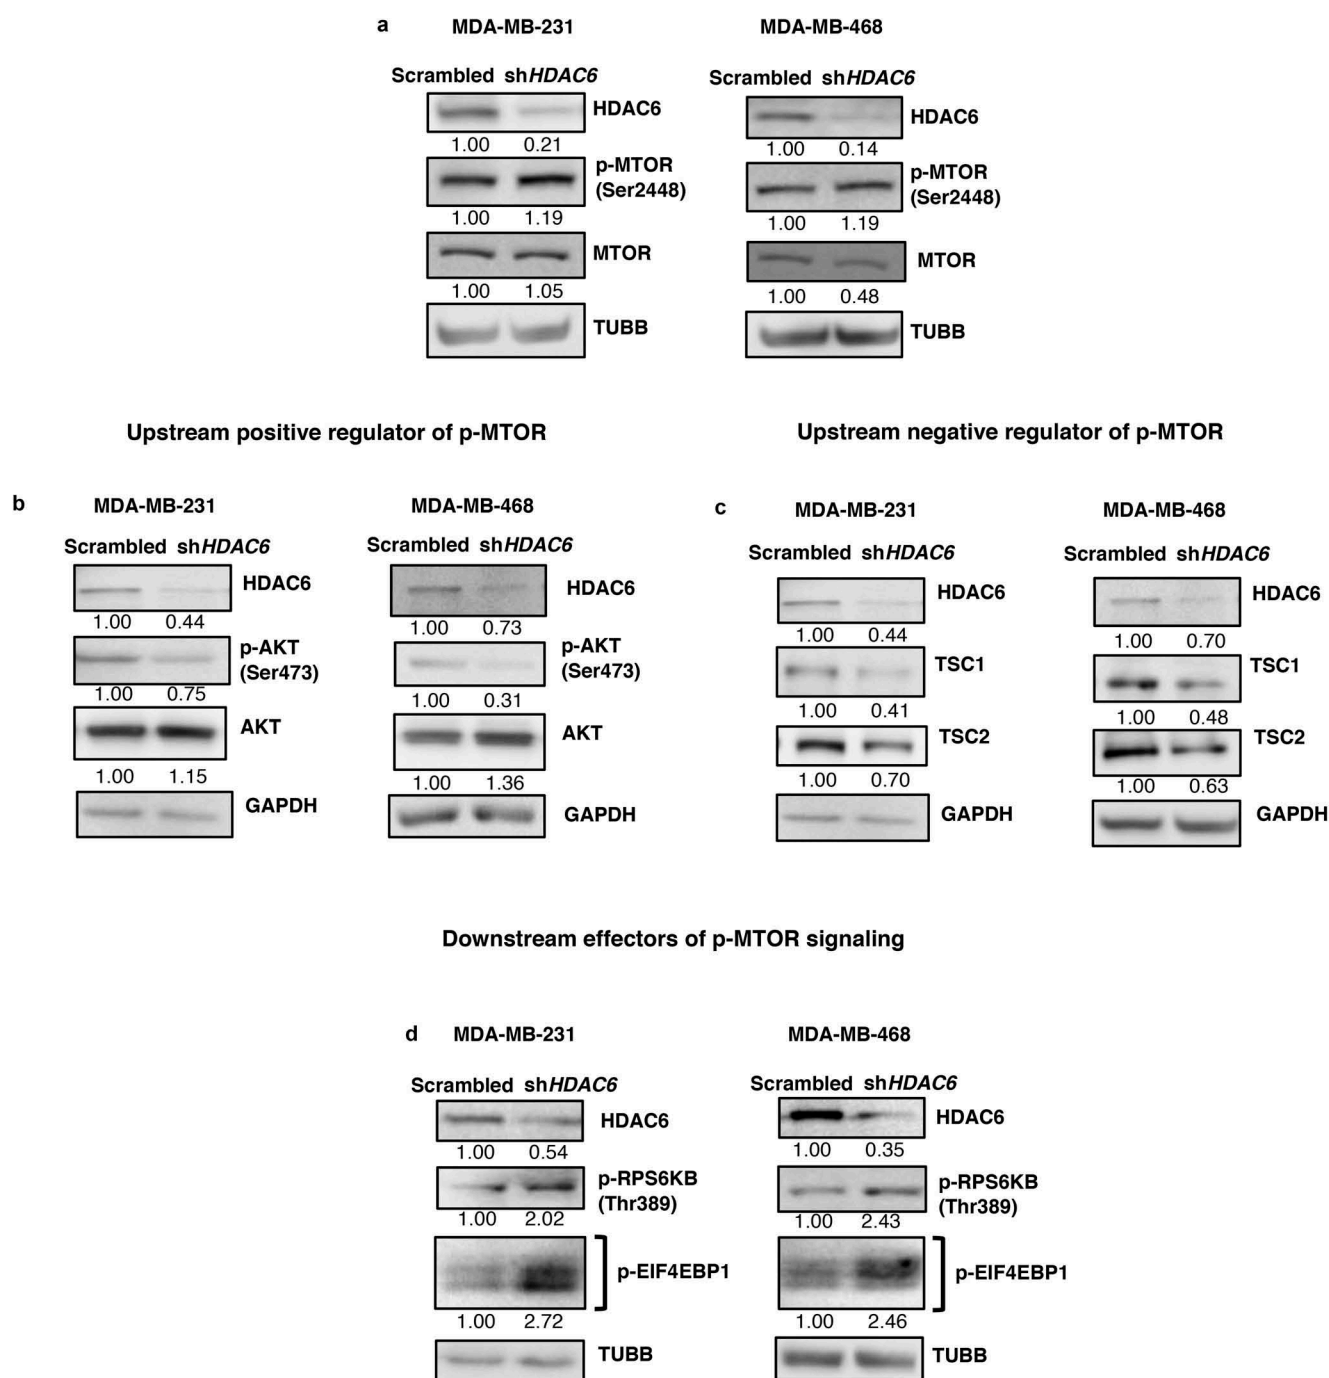 a
MDA-MB-231
MDA-MB-468
Scrambled shHDAC6
Scrambled shHDAC6
HDAC6
HDAC6
1.00 0.21
1.00 0.14
p-MTOR
(Ser2448)
p-MTOR
(Ser2448)
1.00 1.19
1.00 1.19
MTOR
MTOR
1.00 1.05
1.00 0.48
TUBB
TUBB
Upstream positive regulator of p-MTOR
Upstream negative regulator of p-MTOR
b
MDA-MB-231
MDA-MB-468
Scrambled shHDAC6
Scrambled shHDAC6
HDAC6
HDAC6
1.00 0.44
1.00 0.73
p-AKT
(Ser473)
p-AKT
(Ser473)
1.00 0.75
1.00 0.31
AKT
AKT
1.00 1.15
1.00 1.36
GAPDH
GAPDH
c
MDA-MB-231
MDA-MB-468
Scrambled shHDAC6
Scrambled shHDAC6
HDAC6
HDAC6
1.00 0.44
1.00 0.70
TSC1
TSC1
1.00 0.41
1.00 0.48
TSC2
TSC2
1.00 0.70
1.00 0.63
GAPDH
GAPDH
Downstream effectors of p-MTOR signaling
d
MDA-MB-231
MDA-MB-468
Scrambled shHDAC6
Scrambled shHDAC6
HDAC6
HDAC6
1.00 0.54
1.00 0.35
p-RPS6KB
(Thr389)
p-RPS6KB
(Thr389)
1.00 2.02
1.00 2.43
p-EIF4EBP1
p-EIF4EBP1
1.00 2.72
1.00 2.46
TUBB
TUBB